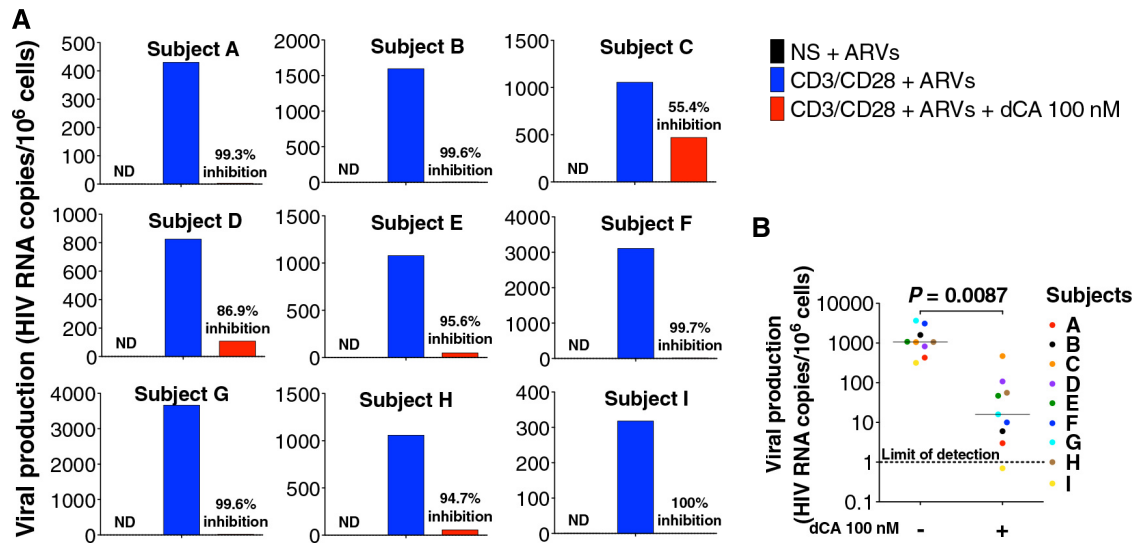 A
Viral production (HIV RNA copies/10⁶ cells)
Subject A
500
400
300
200
100
0
ND
99.3%
inhibition
Subject B
2000
1500
1000
500
0
ND
99.6%
inhibition
Subject C
1500
1000
500
0
ND
55.4%
inhibition
NS + ARVs
CD3/CD28 + ARVs
CD3/CD28 + ARVs + dCA 100 nM
Subject D
1000
800
600
400
200
0
ND
86.9%
inhibition
Subject E
1500
1000
500
0
ND
95.6%
inhibition
Subject F
4000
3000
2000
1000
0
ND
99.7%
inhibition
Subject G
4000
3000
2000
1000
0
ND
99.6%
inhibition
Subject H
1500
1000
500
0
ND
94.7%
inhibition
Subject I
400
300
200
100
0
ND
100%
inhibition
B
Viral production
(HIV RNA copies/10⁶ cells)
P = 0.0087
10000
1000
100
10
1
0.1
Limit of detection
dCA 100 nM - +
Subjects
A
B
C
D
E
F
G
H
I